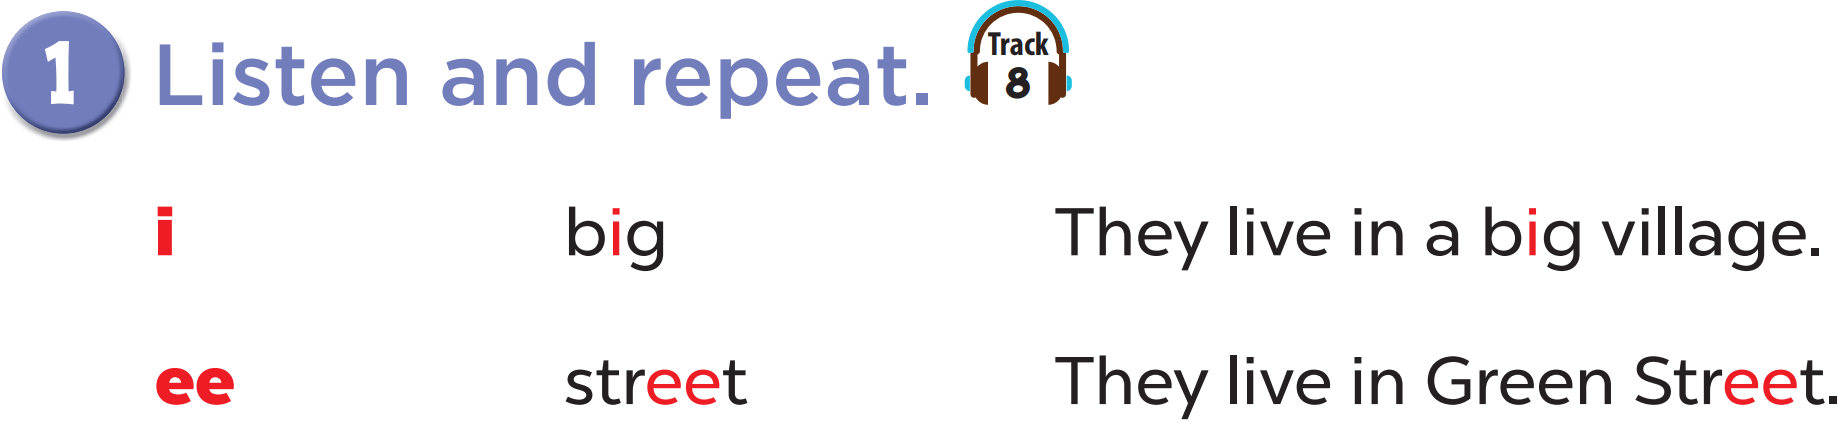 1 Listen and repeat. Track 8
i big They live in a big village.
ee street They live in Green Street.